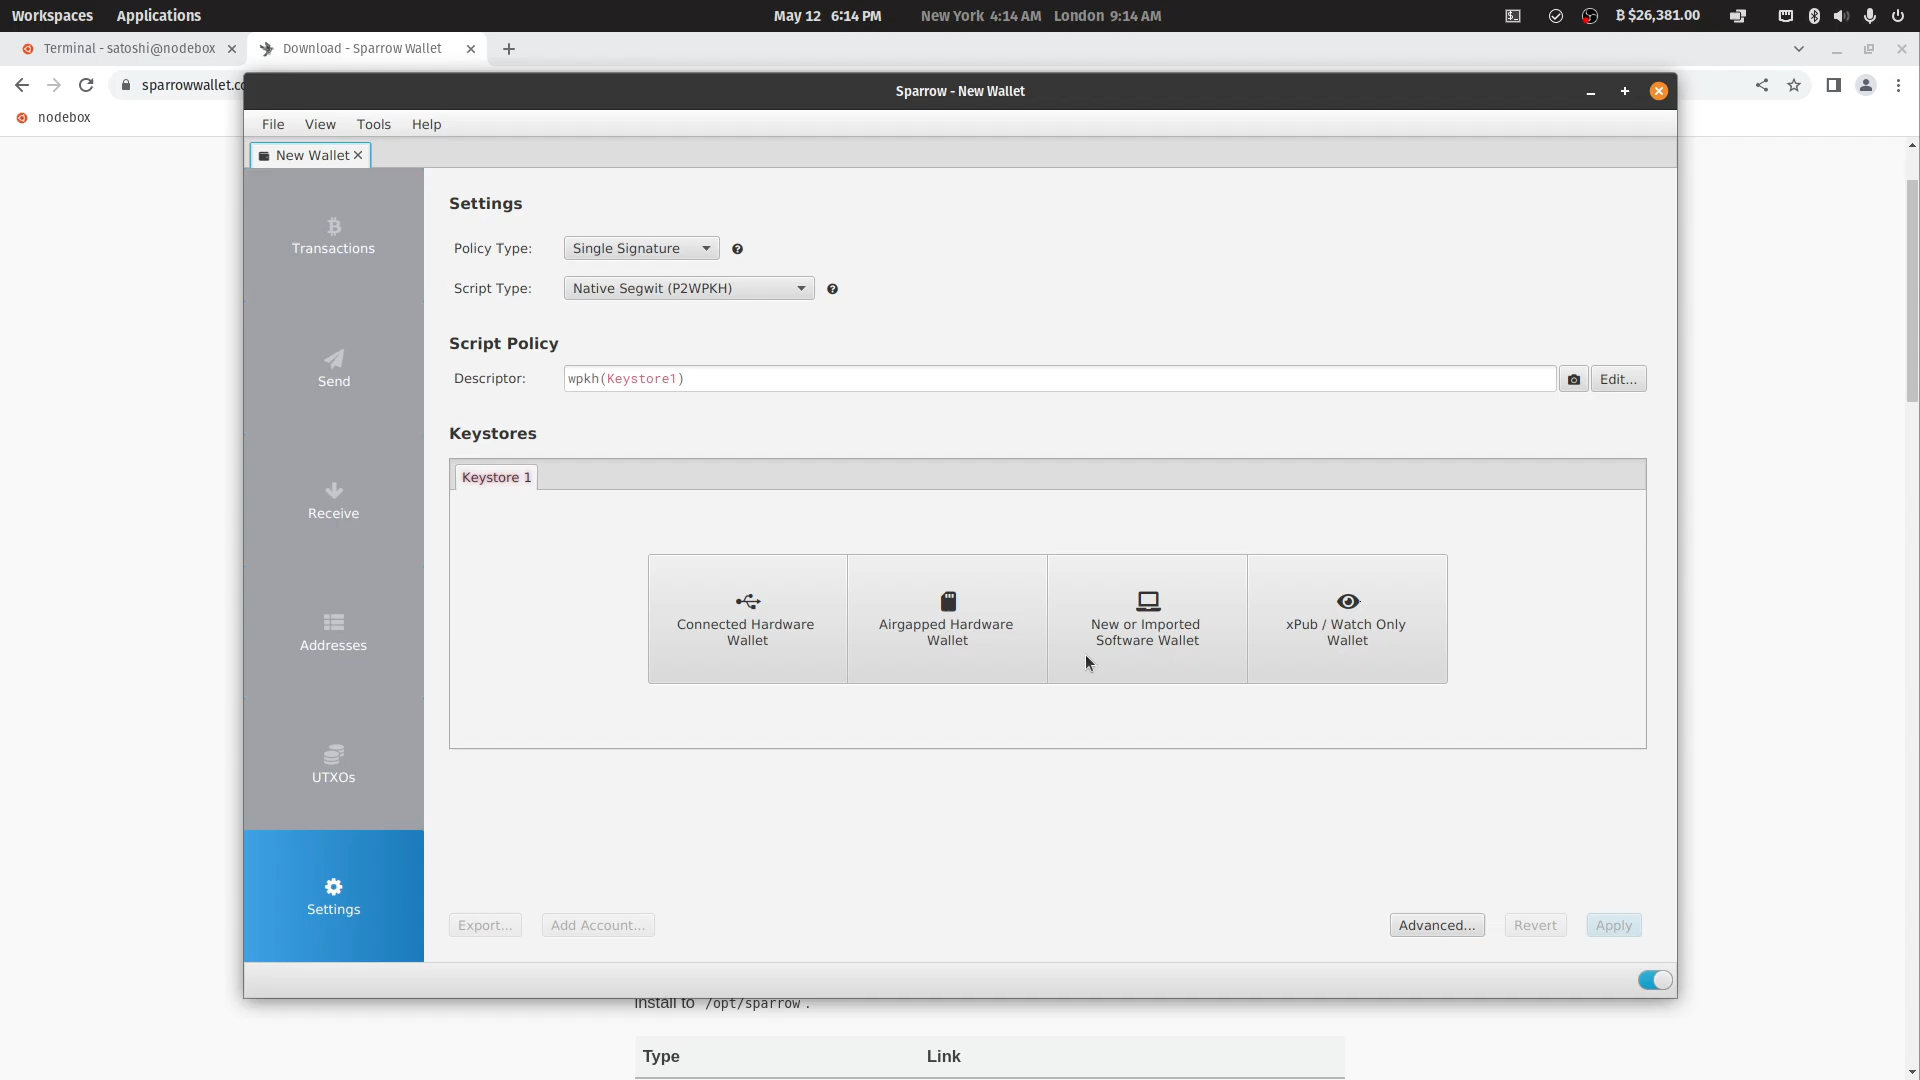 Workspaces Applications May 12 6:14 PM New York 4:14 AM London 9:14 AM ₿ $26,381.00
Terminal - satoshi@nodebox Download - Sparrow Wallet
sparrowwallet.co
nodebox
Sparrow - New Wallet
File View Tools Help
New Wallet
Transactions
Send
Receive
Addresses
UTXOs
Settings
Settings
Policy Type: Single Signature
Script Type: Native Segwit (P2WPKH)
Script Policy
Descriptor: wpkh(Keystore1) Edit...
Keystores
Keystore 1
Connected Hardware
Wallet
Airgapped Hardware
Wallet
New or Imported
Software Wallet
xPub / Watch Only
Wallet
Export... Add Account... Advanced... Revert Apply
install to /opt/sparrow .
Type Link